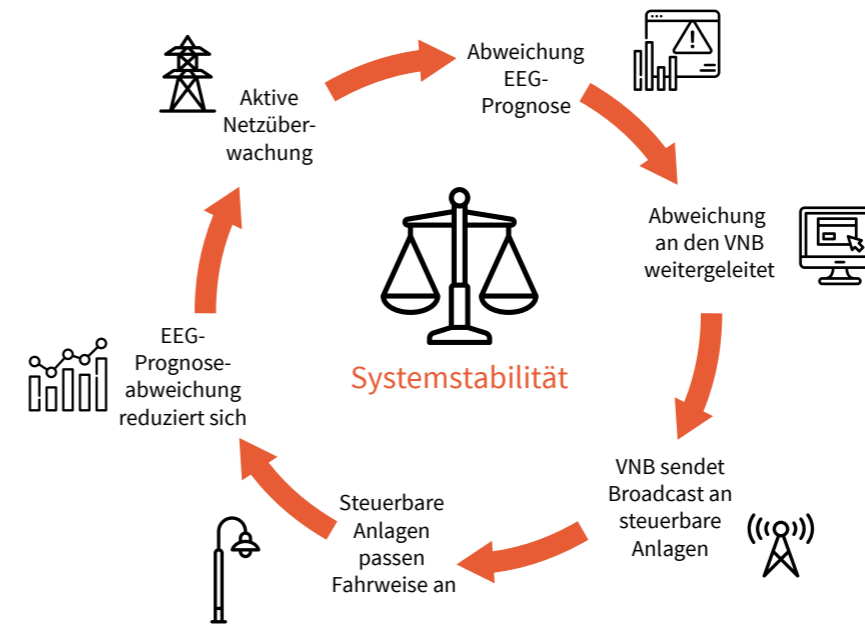 Aktive
Netzüber-
wachung
Abweichung
EEG-
Prognose
Abweichung
an den VNB
weitergeleitet
VNB sendet
Broadcast an
steuerbare
Anlagen
Steuerbare
Anlagen
passen
Fahrweise an
EEG-
Prognose-
abweichung
reduziert sich
Systemstabilität